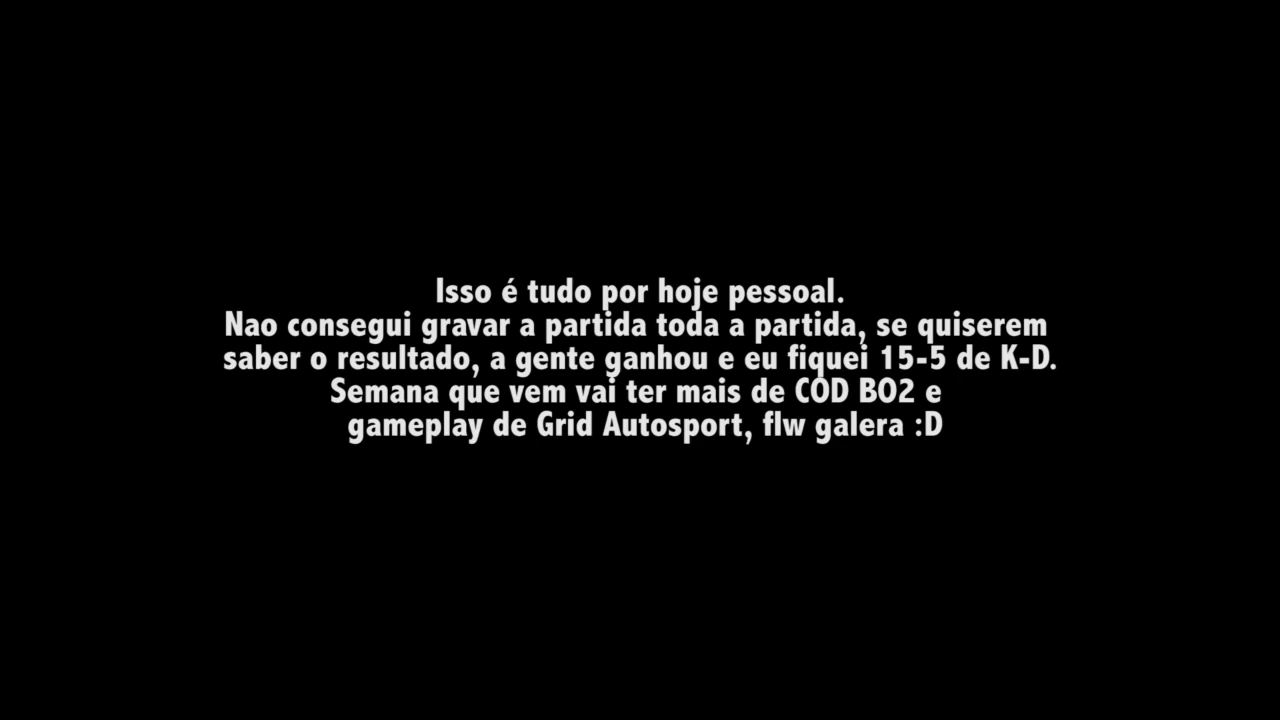 Isso é tudo por hoje pessoal.
Nao consegui gravar a partida toda a partida, se quiserem
saber o resultado, a gente ganhou e eu fiquei 15-5 de K-D.
Semana que vem vai ter mais de COD BO2 e
gameplay de Grid Autosport, flw galera :D